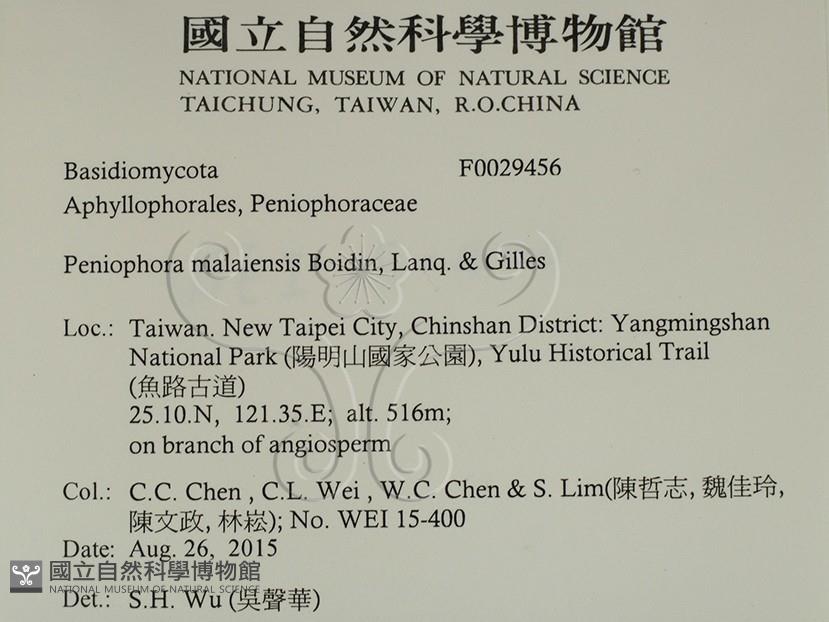 國立自然科學博物館
NATIONAL MUSEUM OF NATURAL SCIENCE
TAICHUNG, TAIWAN, R.O.CHINA
Basidiomycota F0029456
Aphyllophorales, Peniophoraceae
Peniophora malaiensis Boidin, Lanq. & Gilles
Loc.: Taiwan. New Taipei City, Chinshan District: Yangmingshan
National Park (陽明山國家公園), Yulu Historical Trail
(魚路古道)
25.10.N, 121.35.E; alt. 516m;
on branch of angiosperm
Col.: C.C. Chen , C.L. Wei , W.C. Chen & S. Lim(陳哲志, 魏佳玲,
陳文政, 林崧); No. WEI 15-400
Date: Aug. 26, 2015
國立自然科學博物館
NATIONAL MUSEUM OF NATURAL SCIENCE
Det.: S.H. Wu (吳聲華)